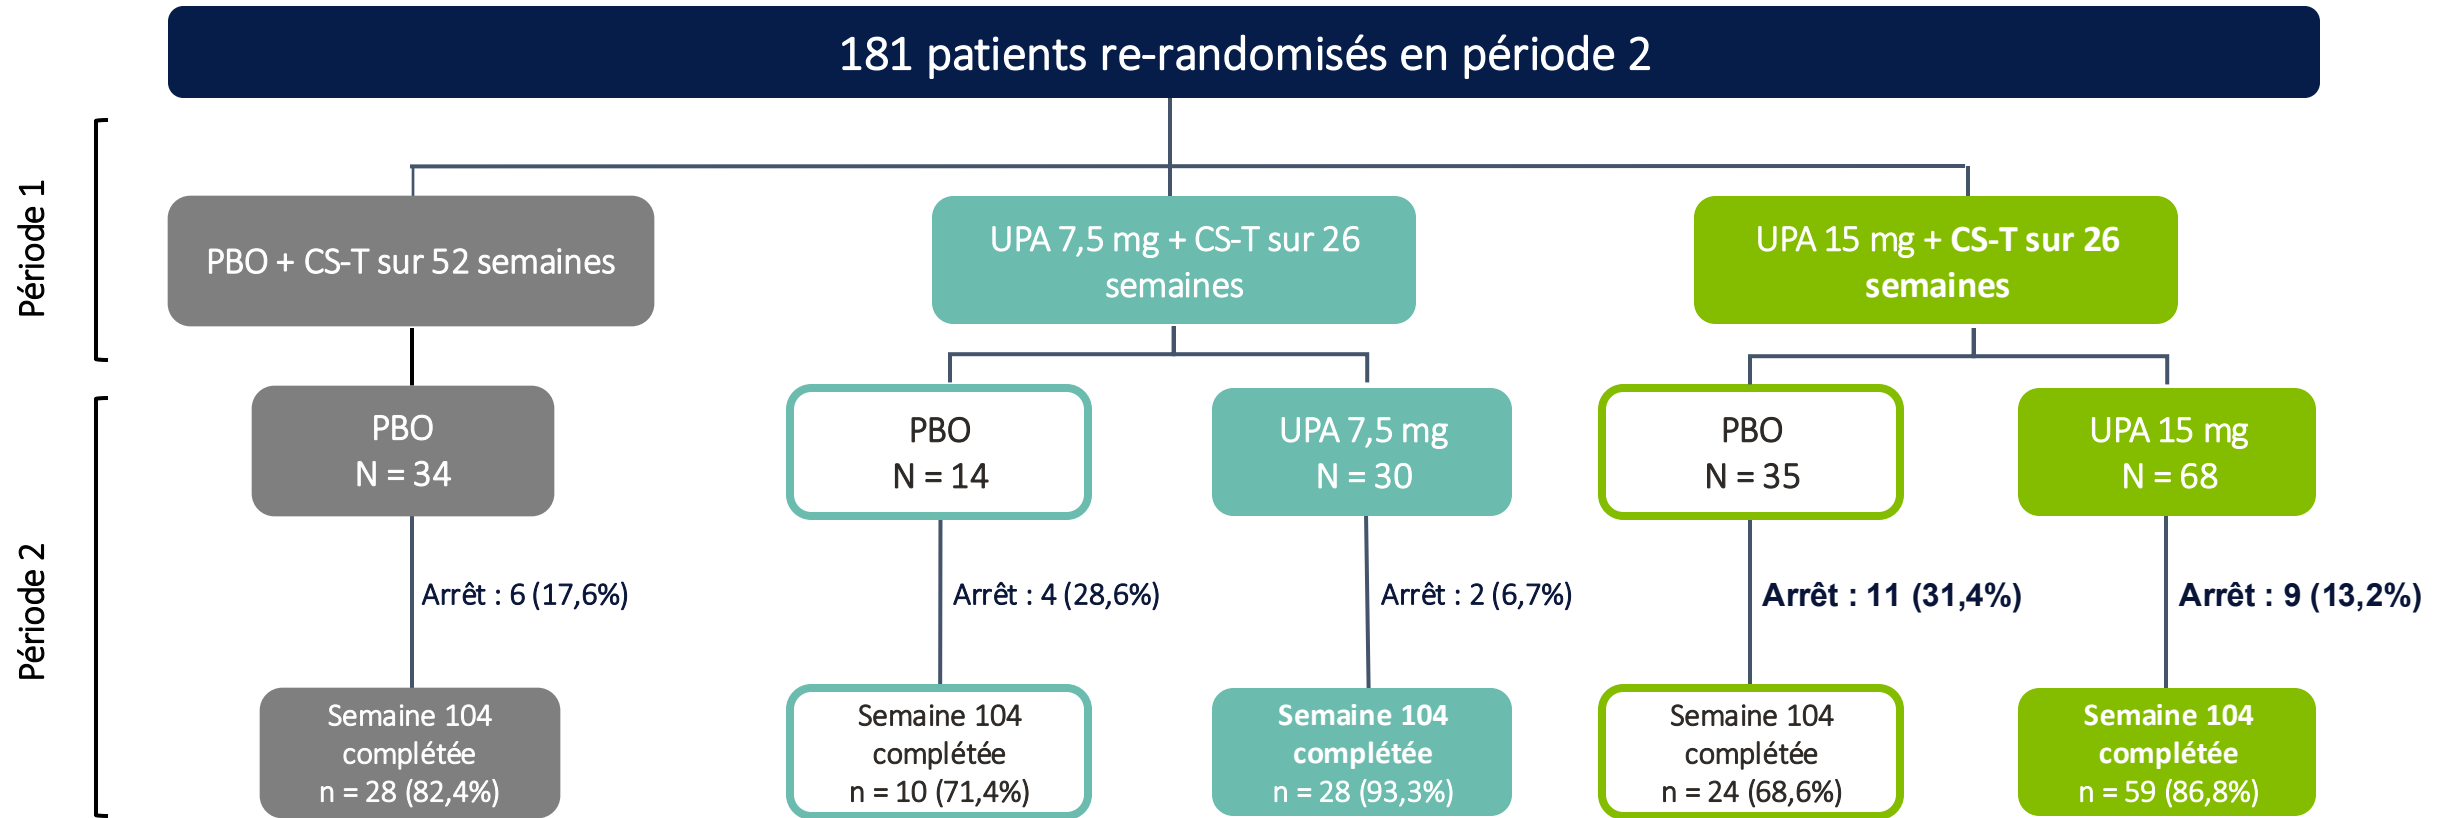 181 patients re-randomisés en période 2
Période 1
PBO + CS-T sur 52 semaines
UPA 7,5 mg + CS-T sur 26
semaines
UPA 15 mg + CS-T sur 26
semaines
Période 2
PBO
N = 34
PBO
N = 14
UPA 7,5 mg
N = 30
PBO
N = 35
UPA 15 mg
N = 68
Arrêt : 6 (17,6%)
Arrêt : 4 (28,6%)
Arrêt : 2 (6,7%)
Arrêt : 11 (31,4%)
Arrêt : 9 (13,2%)
Semaine 104
complétée
n = 28 (82,4%)
Semaine 104
complétée
n = 10 (71,4%)
Semaine 104
complétée
n = 28 (93,3%)
Semaine 104
complétée
n = 24 (68,6%)
Semaine 104
complétée
n = 59 (86,8%)